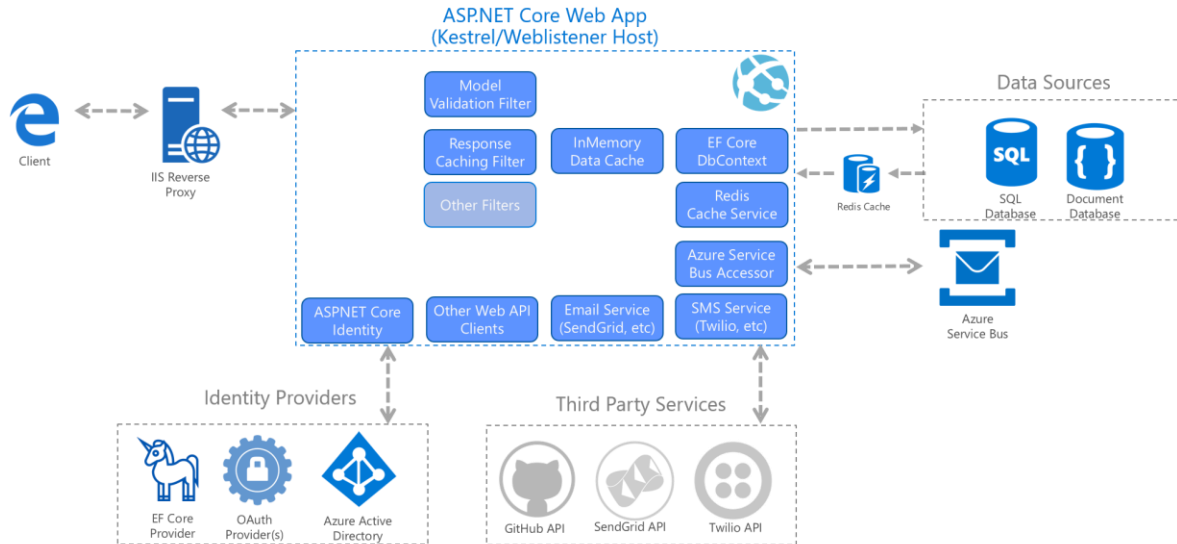 ASP.NET Core Web App
(Kestrel/Weblistener Host)
Client
IIS Reverse
Proxy
Model
Validation Filter
Response
Caching Filter
Other Filters
InMemory
Data Cache
EF Core
DbContext
Redis
Cache Service
Azure Service
Bus Accessor
ASP.NET Core
Identity
Other Web API
Clients
Email Service
(SendGrid, etc)
SMS Service
(Twilio, etc)
Data Sources
Redis Cache
SQL
SQL
Database
{ }
Document
Database
Azure
Service Bus
Identity Providers
EF Core
Provider
OAuth
Provider(s)
Azure Active
Directory
Third Party Services
GitHub API
SendGrid API
Twilio API